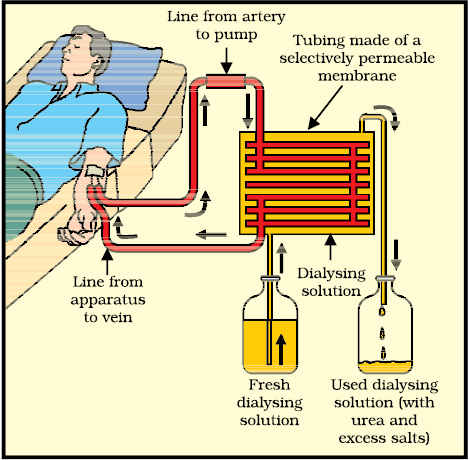 Line from artery
to pump
Tubing made of a
selectively permeable
membrane
Line from
apparatus
to vein
Dialysing
solution
Fresh
dialysing
solution
Used dialysing
solution (with
urea and
excess salts)